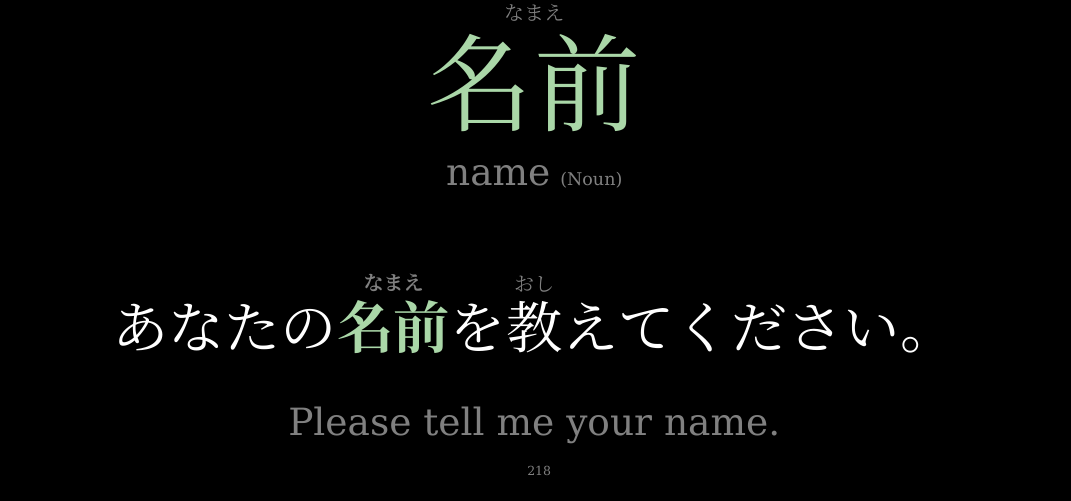 なまえ
名前
name (Noun)
なまえ おし
あなたの名前を教えてください。
Please tell me your name.
218